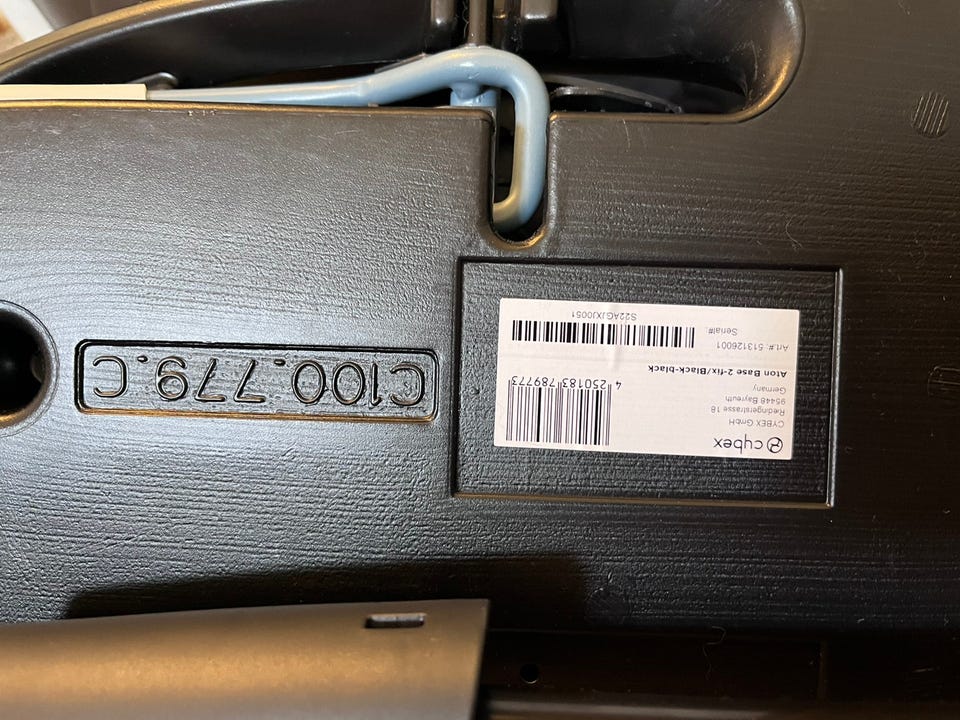 cybex
CYBEX GmbH
Riedingerstrasse 18
95448 Bayreuth
Germany
Aton Base 2-fix/Black-black
Art.#: 513126001
Serial#:
S22AGJXJ0051
4 250183 789773
C100.779.C